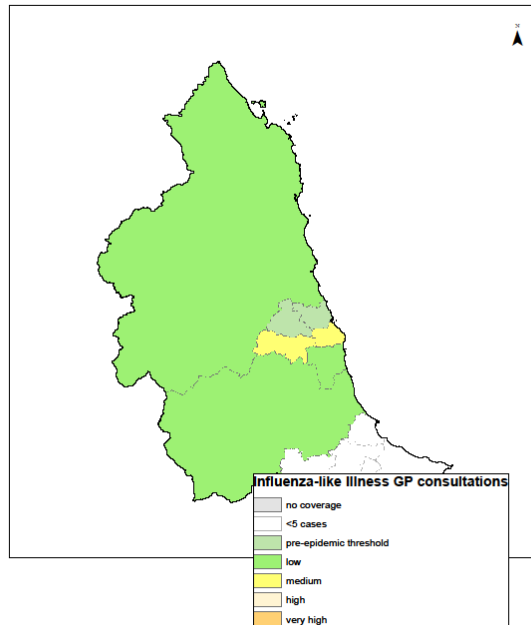 Influenza-like Illness GP consultations
no coverage
<5 cases
pre-epidemic threshold
low
medium
high
very high